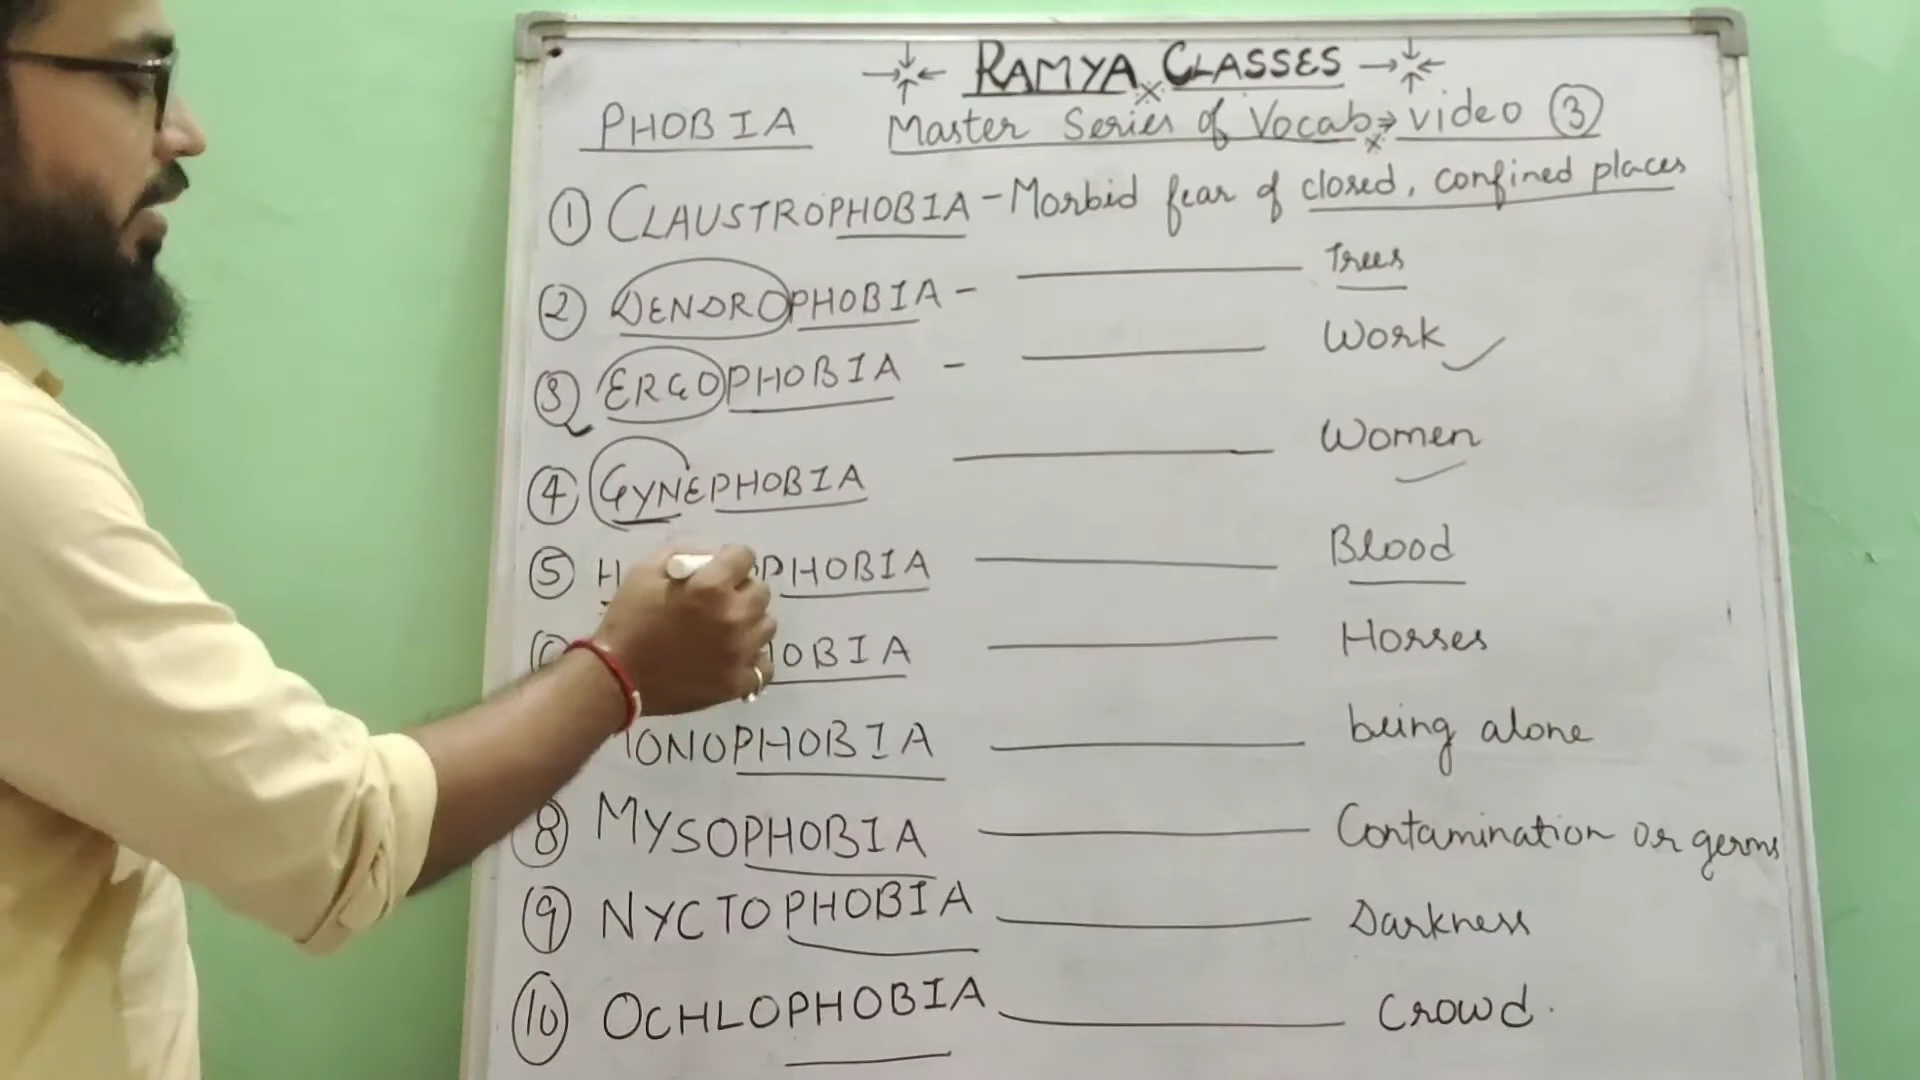 RAMYA CLASSES
PHOBIA Master Series of Vocab → video 3
1 CLAUSTROPHOBIA - Morbid fear of closed, confined places
2 DENDROPHOBIA - Trees
3 ERGOPHOBIA - Work
4 GYNEPHOBIA Women
5 PHOBIA Blood
HOBIA Horses
MONOPHOBIA being alone
8 MYSOPHOBIA Contamination or germs
9 NYCTOPHOBIA Darkness
10 OCHLOPHOBIA Crowd.